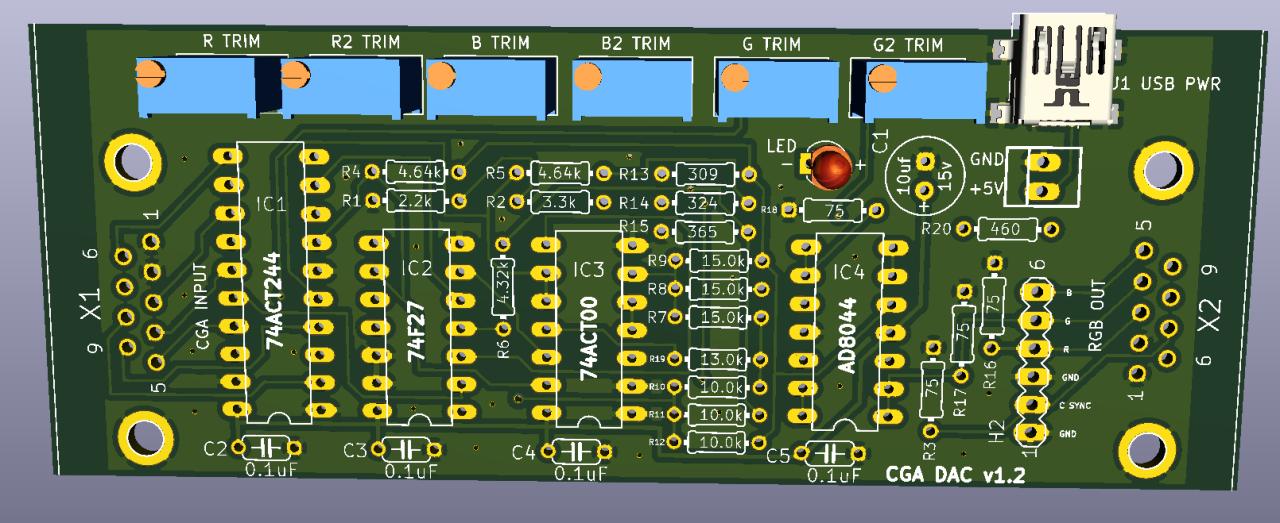 R TRIM
R2 TRIM
B TRIM
B2 TRIM
G TRIM
G2 TRIM
J1 USB PWR
LED
-
+
C1
10uf
15v
+
GND
+5V
R4
4.64k
R5
4.64k
R13
309
R1
2.2k
R2
3.3k
R14
324
R18
75
R15
365
R20
460
1
5
6
9
X1
CGA INPUT
IC1
74ACT244
IC2
74F27
4.32k
R6
IC3
74ACT00
R9
15.0k
R8
15.0k
R7
15.0k
R19
13.0k
R10
10.0k
R11
10.0k
R12
10.0k
IC4
AD8044
75
R3
75
R17
75
R16
6
B
G
R
GND
C SYNC
GND
H2
1
RGB OUT
5
9
X2
1
6
C2
0.1uF
C3
0.1uF
C4
0.1uF
C5
0.1uF
CGA DAC v1.2